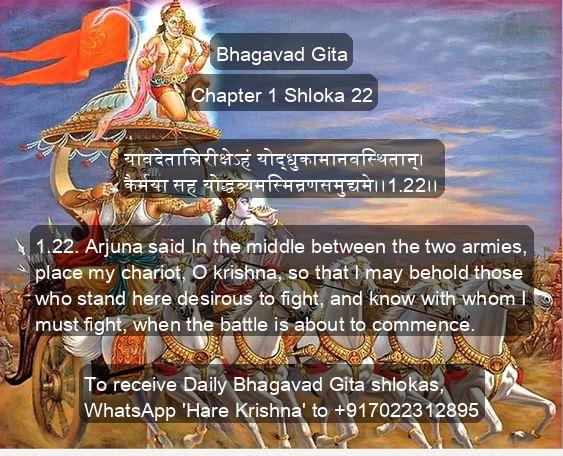 Bhagavad Gita
Chapter 1 Shloka 22
यावदेतान्निरीक्षेऽहं योद्धुकामानवस्थितान्।
कैर्मया सह योद्धव्यमस्मिन्रणसमुद्यमे।।1.22।।
1.22. Arjuna said In the middle between the two armies,
place my chariot, O krishna, so that I may behold those
who stand here desirous to fight, and know with whom I
must fight, when the battle is about to commence.
To receive Daily Bhagavad Gita shlokas,
WhatsApp 'Hare Krishna' to +917022312895